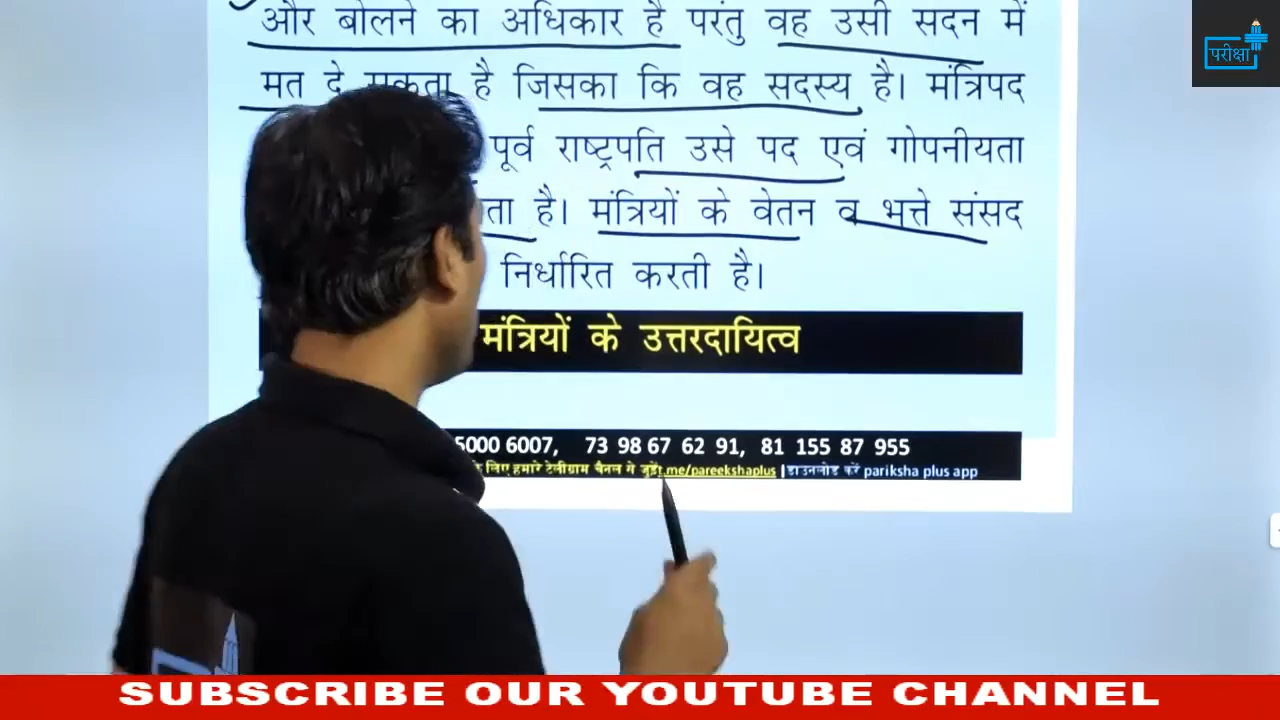 और बोलने का अधिकार है परंतु वह उसी सदन में
परीक्षा
मत दे सकता है जिसका कि वह सदस्य है। मंत्रिपद
पूर्व राष्ट्रपति उसे पद एवं गोपनीयता
है। मंत्रियों के वेतन व भत्ते संसद
निर्धारित करती है।
मंत्रियों के उत्तरदायित्व
5000 6007, 73 98 67 62 91, 81 155 87 955
लिए हमारे टेलीग्राम चैनल से जुड़ें t.me/pareekshaplus | डाउनलोड करें pariksha plus app
SUBSCRIBE OUR YOUTUBE CHANNEL